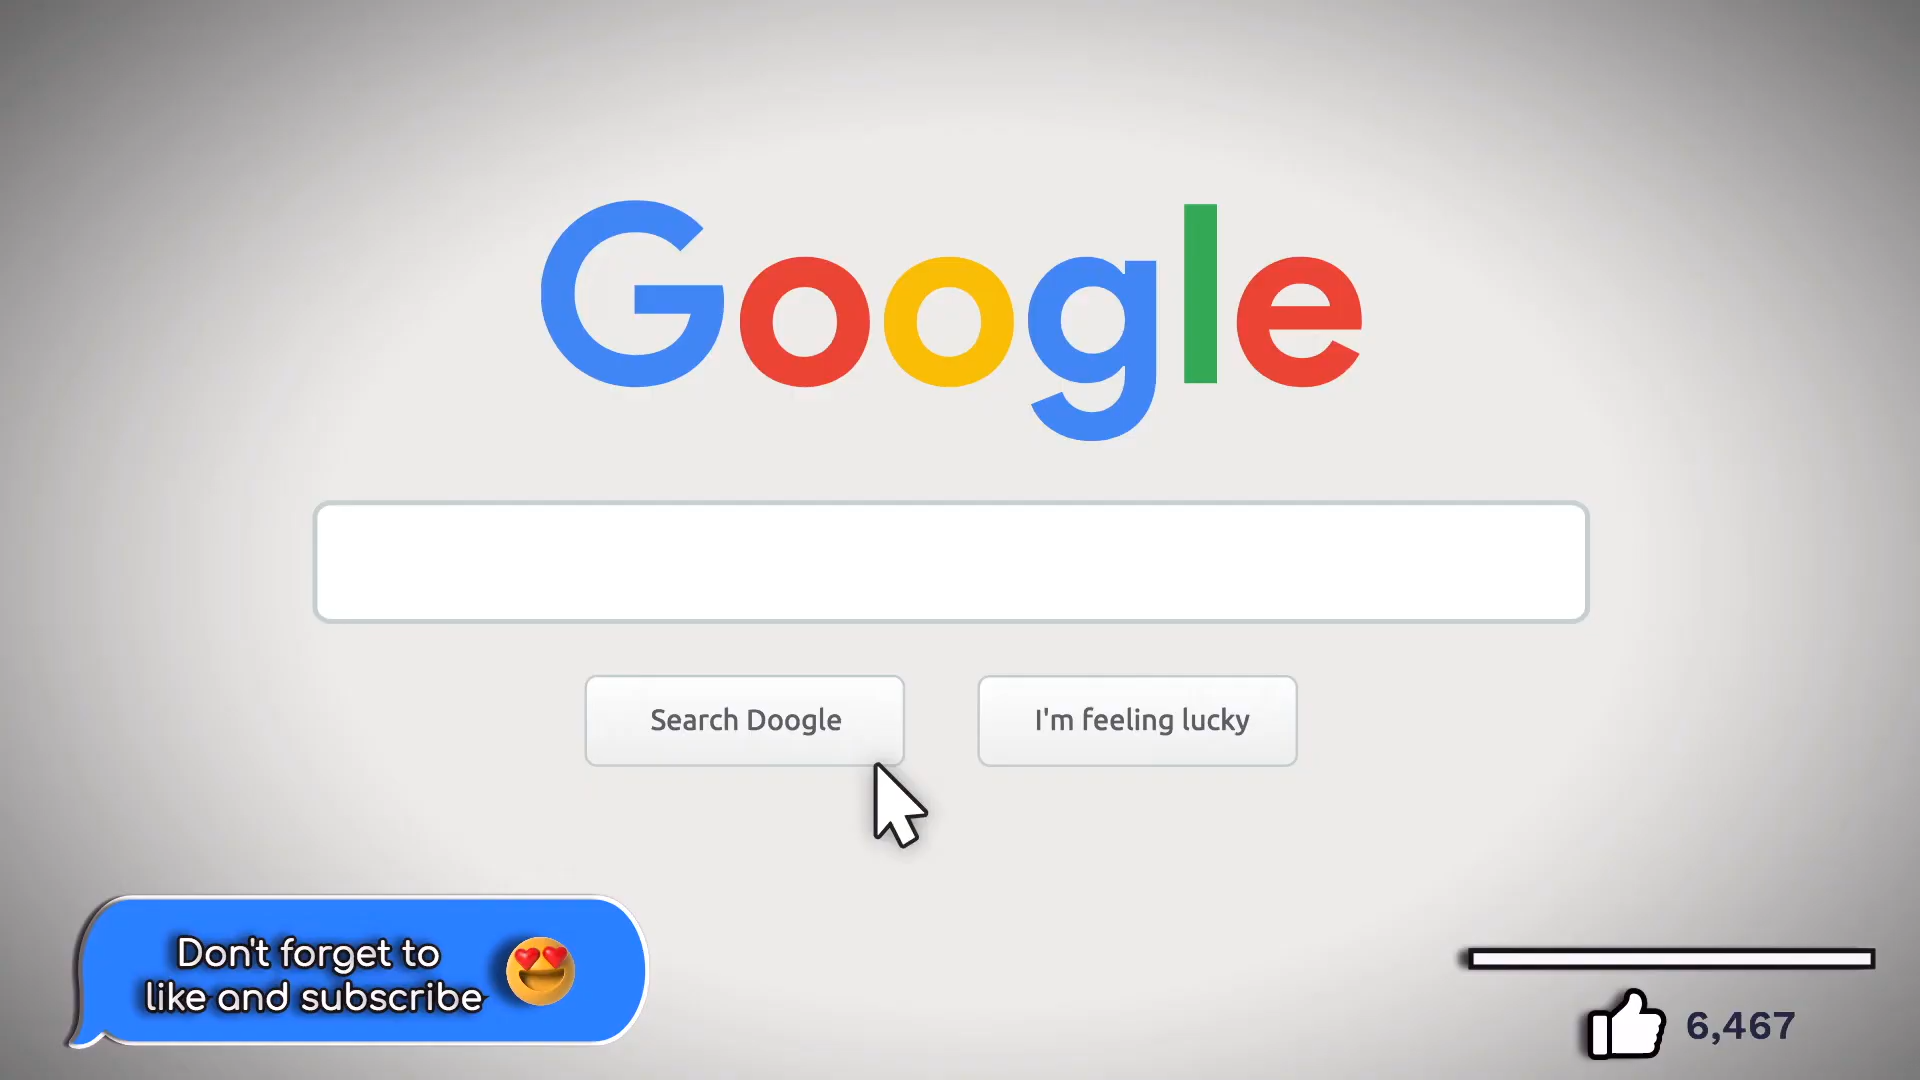 Google
Search Doogle
I'm feeling lucky
Don't forget to
like and subscribe
6,467